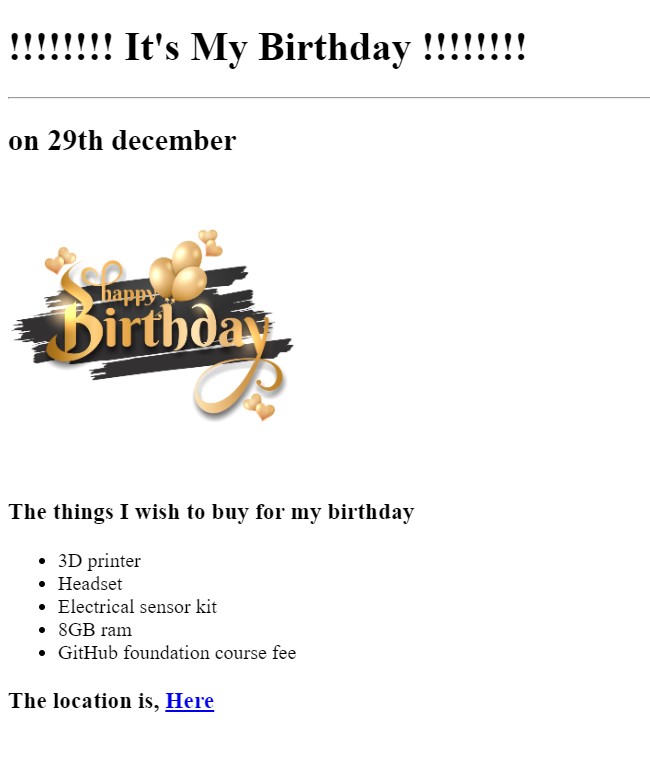 !!!!!!!! It's My Birthday !!!!!!!!
on 29th december
happy
Birthday
The things I wish to buy for my birthday
3D printer
Headset
Electrical sensor kit
8GB ram
GitHub foundation course fee
The location is, Here